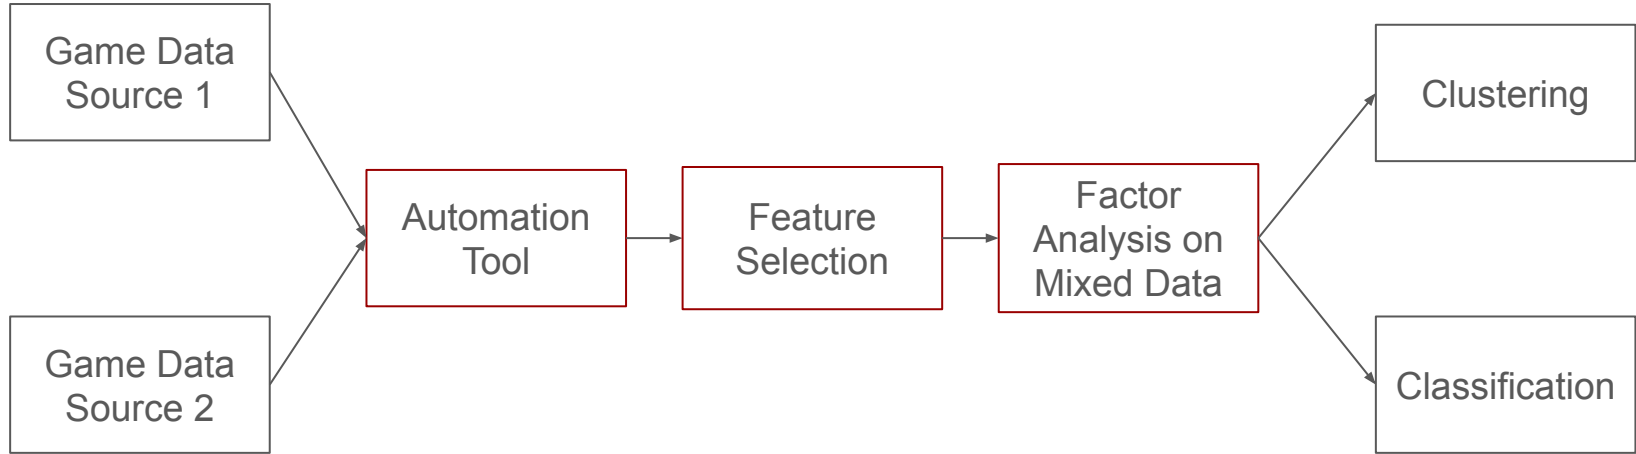 Game Data
Source 1
Game Data
Source 2
Automation
Tool
Feature
Selection
Factor
Analysis on
Mixed Data
Clustering
Classification